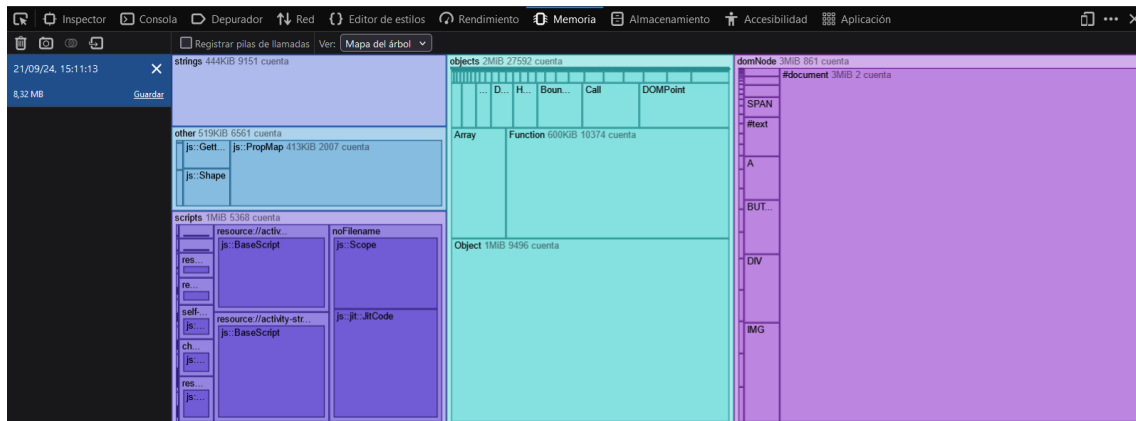 Inspector Consola Depurador Red Editor de estilos Rendimiento Memoria Almacenamiento Accesibilidad Aplicación
Registrar pilas de llamadas Ver: Mapa del árbol
21/09/24, 15:11:13
8,32 MB Guardar
strings 444KiB 9151 cuenta
other 519KiB 6561 cuenta
js::Gett... js::PropMap 413KiB 2007 cuenta
js::Shape
scripts 1MiB 5368 cuenta
resource://activ... noFilename
js::BaseScript js::Scope
res...
re...
self-...
js:...
resource://activity-str... js::jit::JitCode
js::BaseScript
ch...
js:...
res...
js:...
objects 2MiB 27592 cuenta
... D... H... Boun... Call DOMPoint
Array Function 600KiB 10374 cuenta
Object 1MiB 9496 cuenta
domNode 3MiB 861 cuenta
#document 3MiB 2 cuenta
SPAN
#text
A
BUT...
DIV
IMG